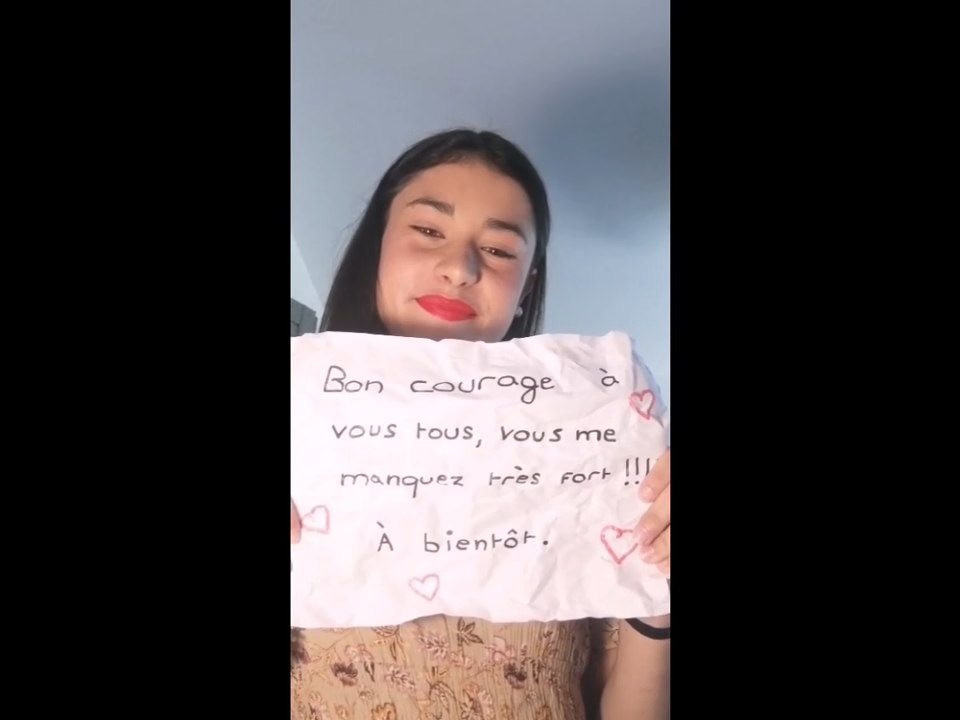 Bon courage à
vous tous, vous me
manquez très fort !!!
À bientôt.